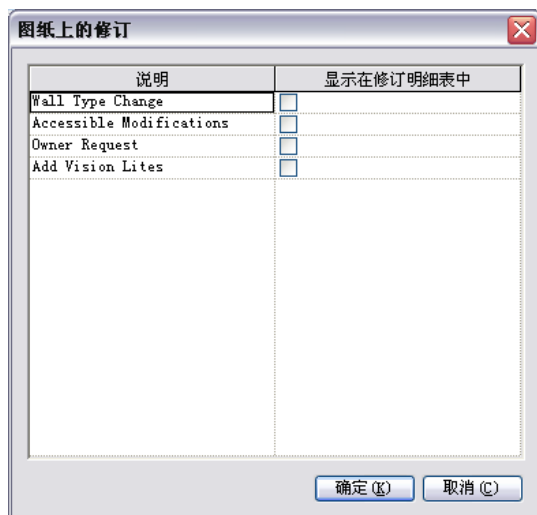 图纸上的修订
说明 显示在修订明细表中
Wall Type Change
Accessible Modifications
Owner Request
Add Vision Lites
确定(K) 取消(C)